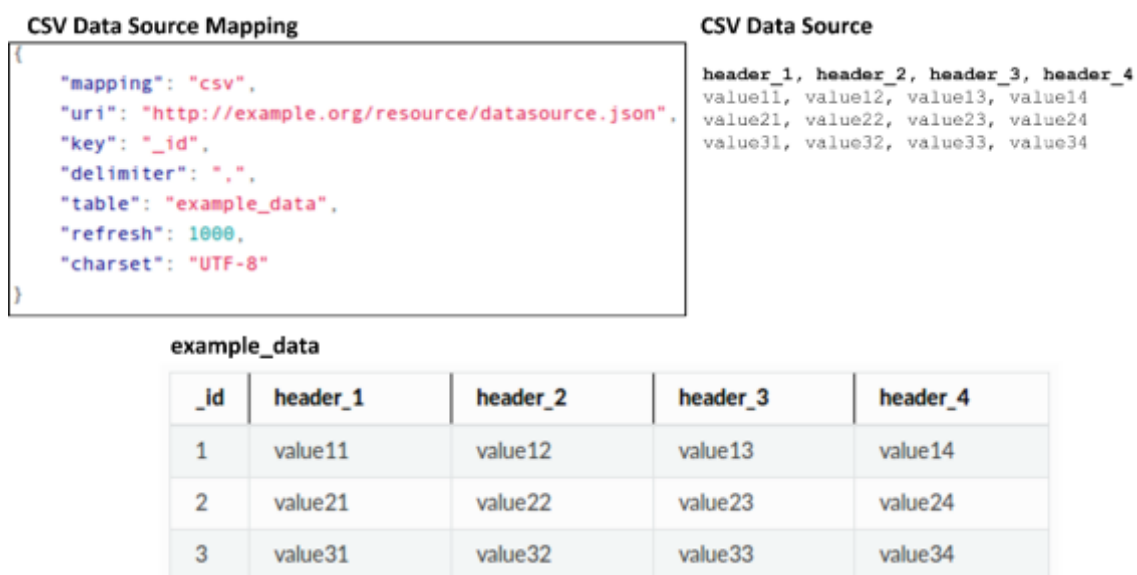 CSV Data Source Mapping
{
"mapping": "csv",
"uri": "http://example.org/resource/datasource.json",
"key": "_id",
"delimiter": ",",
"table": "example_data",
"refresh": 1000,
"charset": "UTF-8"
}
CSV Data Source
header_1, header_2, header_3, header_4
value11, value12, value13, value14
value21, value22, value23, value24
value31, value32, value33, value34
example_data
_id header_1 header_2 header_3 header_4
1 value11 value12 value13 value14
2 value21 value22 value23 value24
3 value31 value32 value33 value34